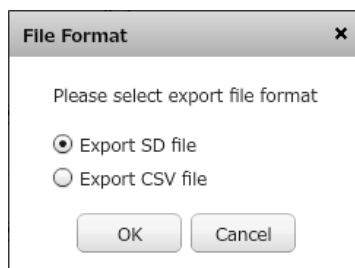 File Format
Please select export file format
Export SD file
Export CSV file
OK Cancel